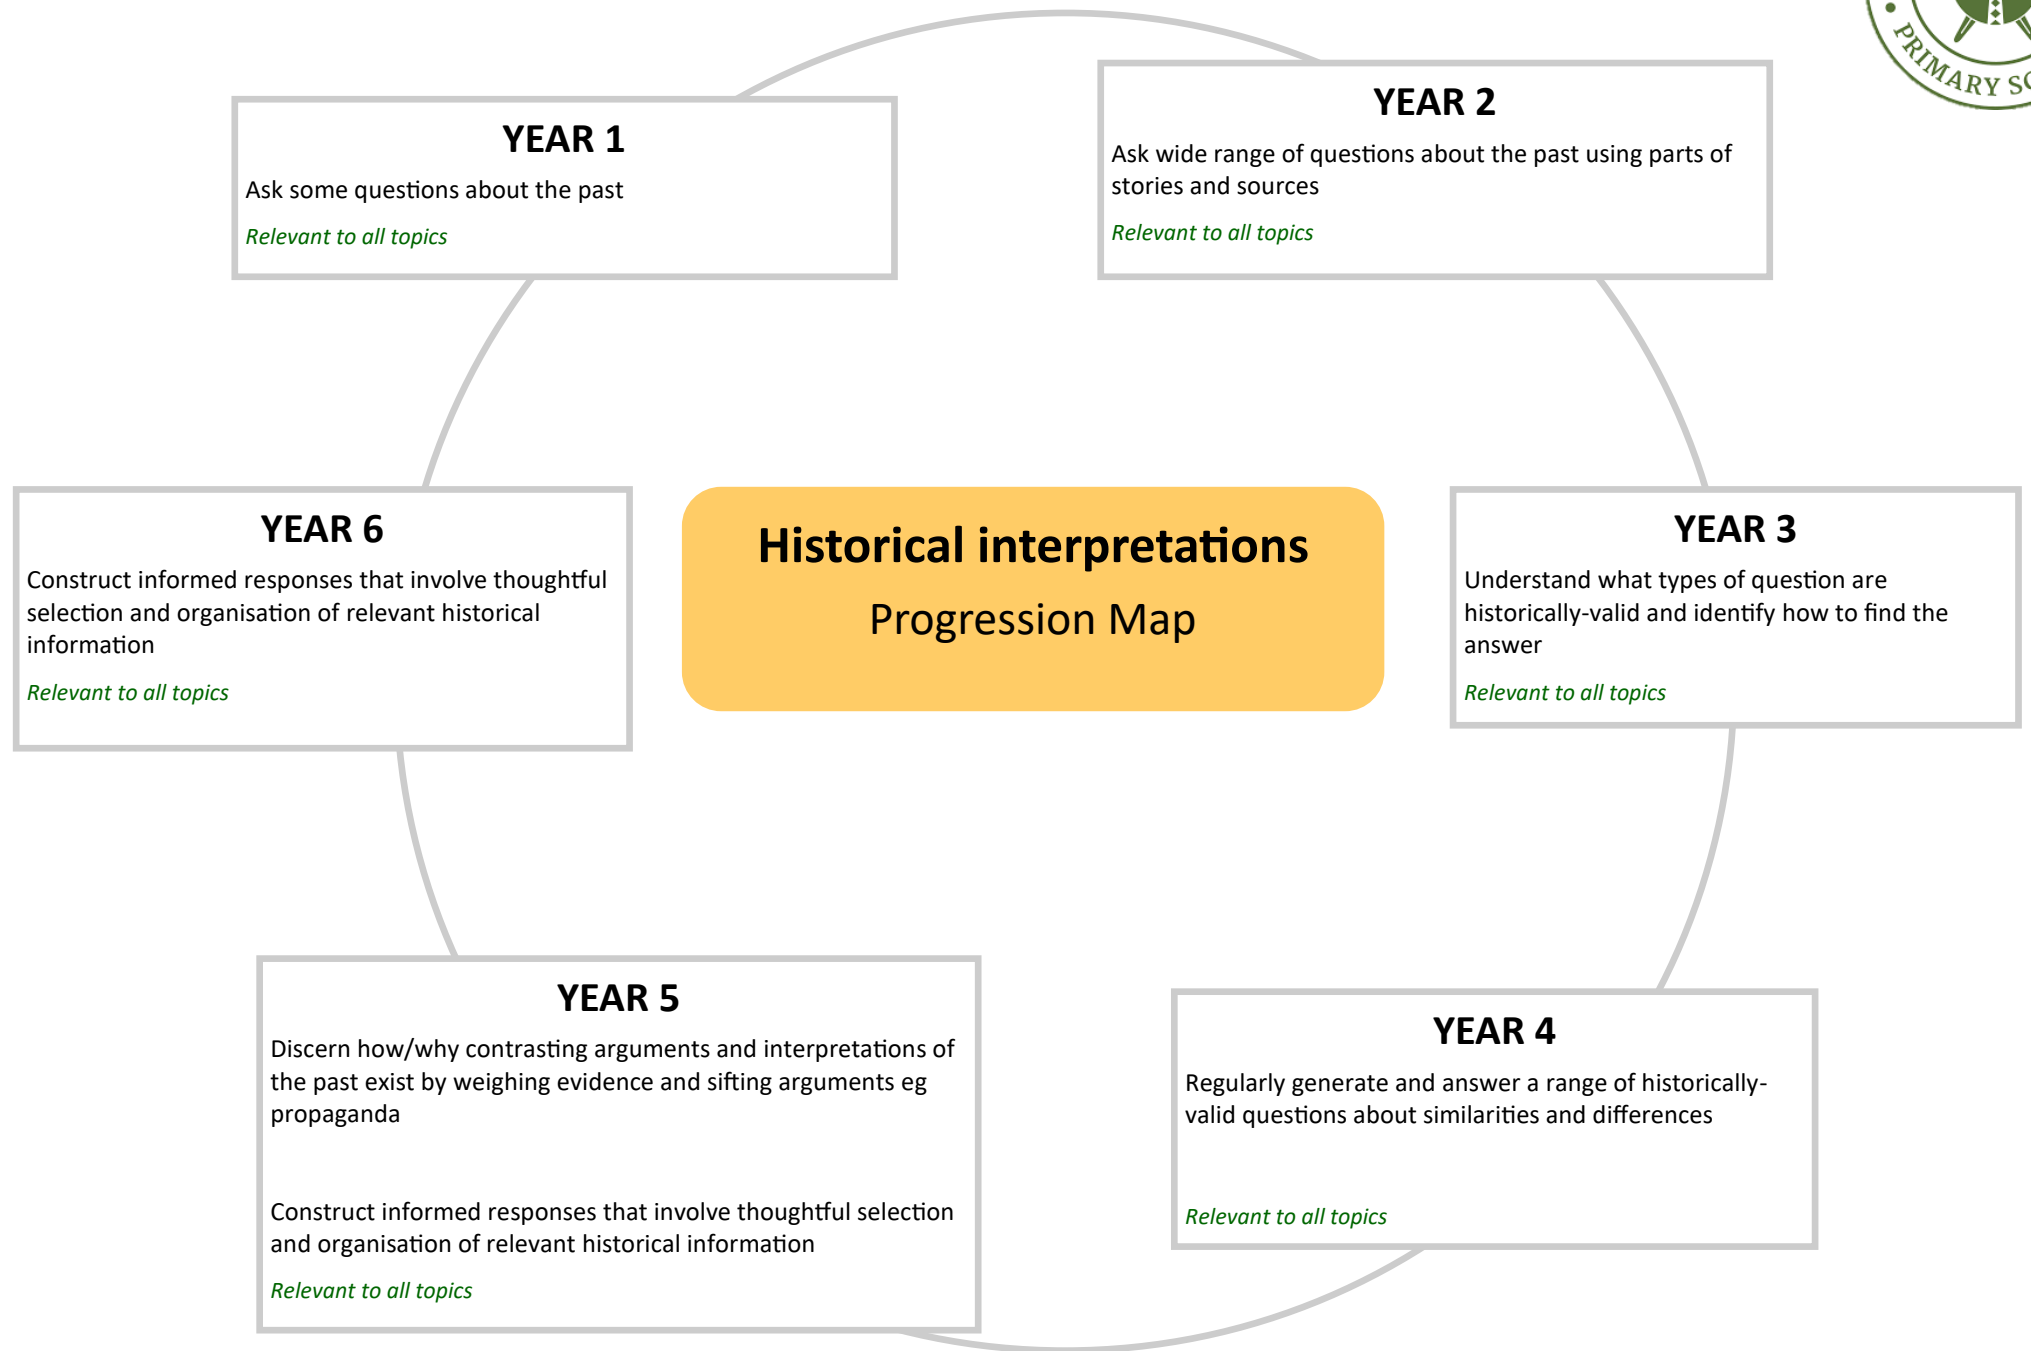 PRIMARY
YEAR 1
Ask some questions about the past
Relevant to all topics
YEAR 2
Ask wide range of questions about the past using parts of
stories and sources
Relevant to all topics
Historical interpretations
Progression Map
YEAR 3
Understand what types of question are
historically-valid and identify how to find the
answer
Relevant to all topics
YEAR 4
Regularly generate and answer a range of historically-
valid questions about similarities and differences
Relevant to all topics
YEAR 5
Discern how/why contrasting arguments and interpretations of
the past exist by weighing evidence and sifting arguments eg
propaganda
Construct informed responses that involve thoughtful selection
and organisation of relevant historical information
Relevant to all topics
YEAR 6
Construct informed responses that involve thoughtful
selection and organisation of relevant historical
information
Relevant to all topics